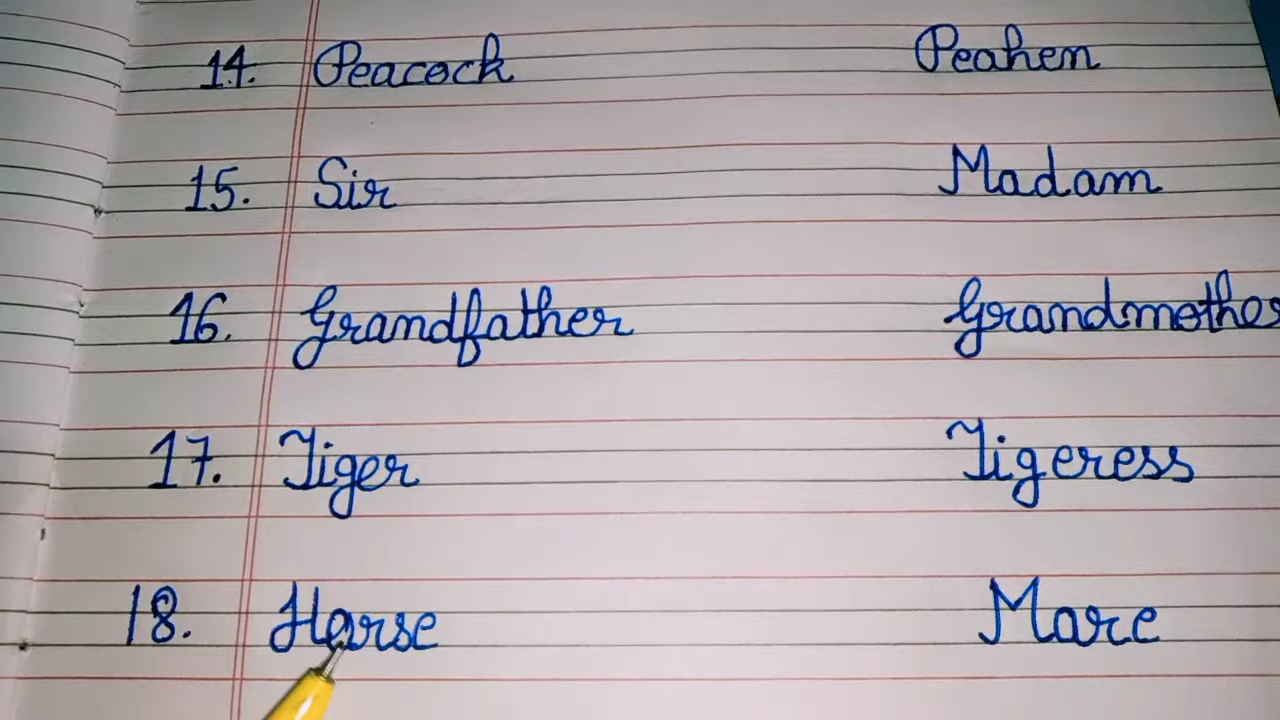 14. Peacock Peahen
15. Sir Madam
16. Grandfather Grandmother
17. Tiger Tigeress
18. Horse Mare